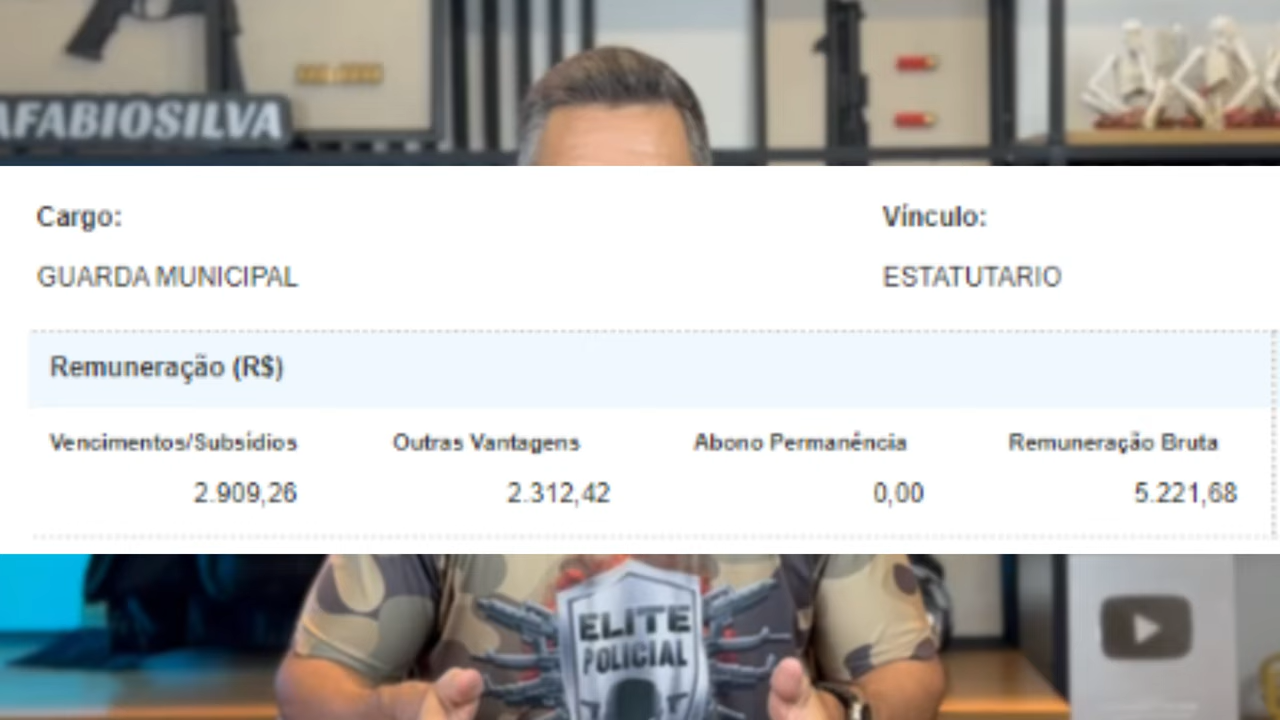 AFABIOSILVA
Cargo: Vínculo:
GUARDA MUNICIPAL ESTATUTARIO
Remuneração (R$)
Vencimentos/Subsídios Outras Vantagens Abono Permanência Remuneração Bruta
2.909,26 2.312,42 0,00 5.221,68
ELITE
POLICIAL